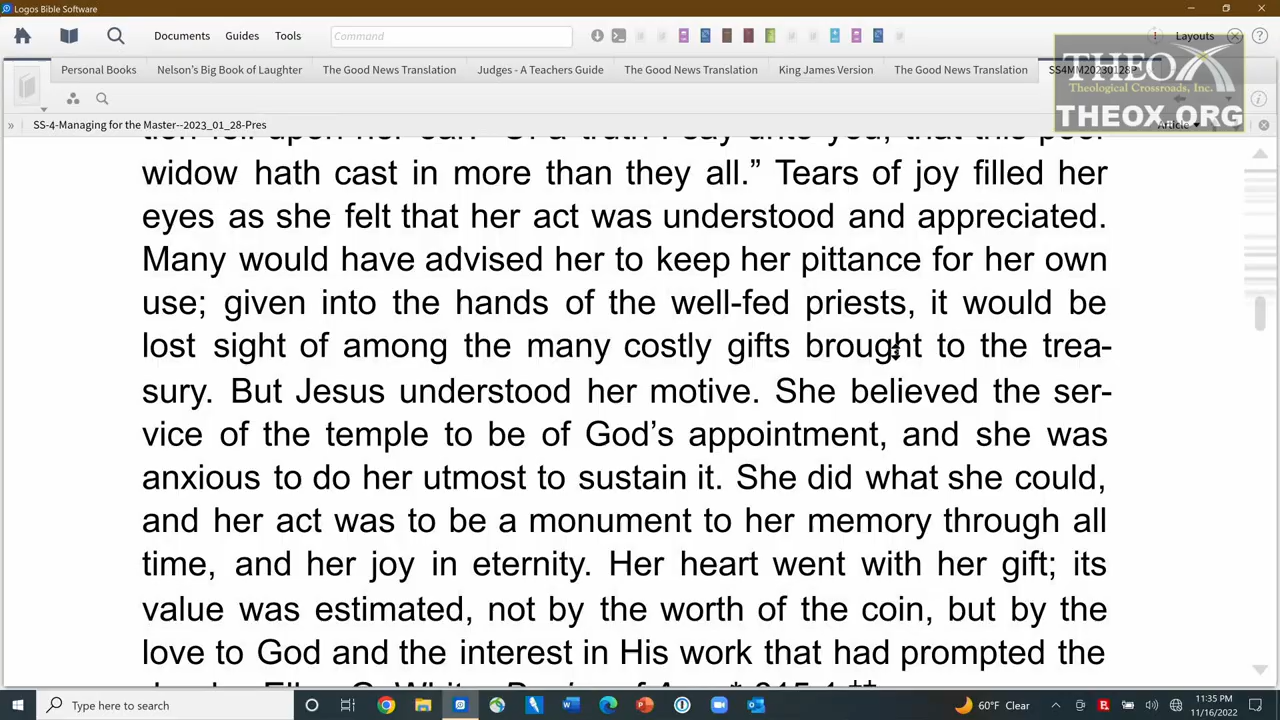 Logos Bible Software
Documents Guides Tools Command Layouts
Personal Books Nelson's Big Book of Laughter The G Judges - A Teachers Guide The Good News Translation King James Version The Good News Translation SS4MM20230128P
THEOX
Theological Crossroads, Inc.
THEOX.ORG
SS-4-Managing for the Master--2023_01_28-Pres Article
widow hath cast in more than they all.” Tears of joy filled her
eyes as she felt that her act was understood and appreciated.
Many would have advised her to keep her pittance for her own
use; given into the hands of the well-fed priests, it would be
lost sight of among the many costly gifts brought to the trea-
sury. But Jesus understood her motive. She believed the ser-
vice of the temple to be of God’s appointment, and she was
anxious to do her utmost to sustain it. She did what she could,
and her act was to be a monument to her memory through all
time, and her joy in eternity. Her heart went with her gift; its
value was estimated, not by the worth of the coin, but by the
love to God and the interest in His work that had prompted the
Type here to search
60°F Clear
11:35 PM
11/16/2022